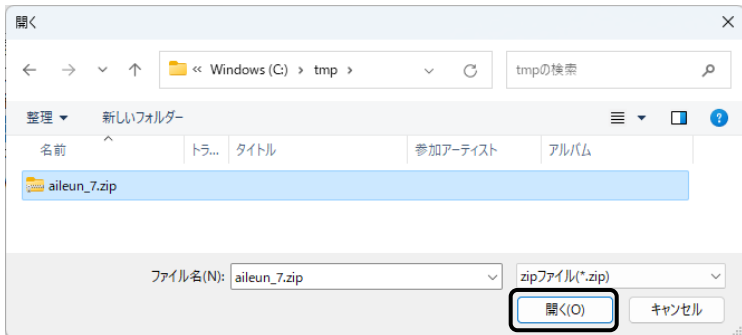 開く
« Windows (C:) › tmp ›
tmpの検索
整理 新しいフォルダー
名前 トラ... タイトル 参加アーティスト アルバム
aileun_7.zip
ファイル名(N): aileun_7.zip zipファイル(*.zip)
開く(O) キャンセル